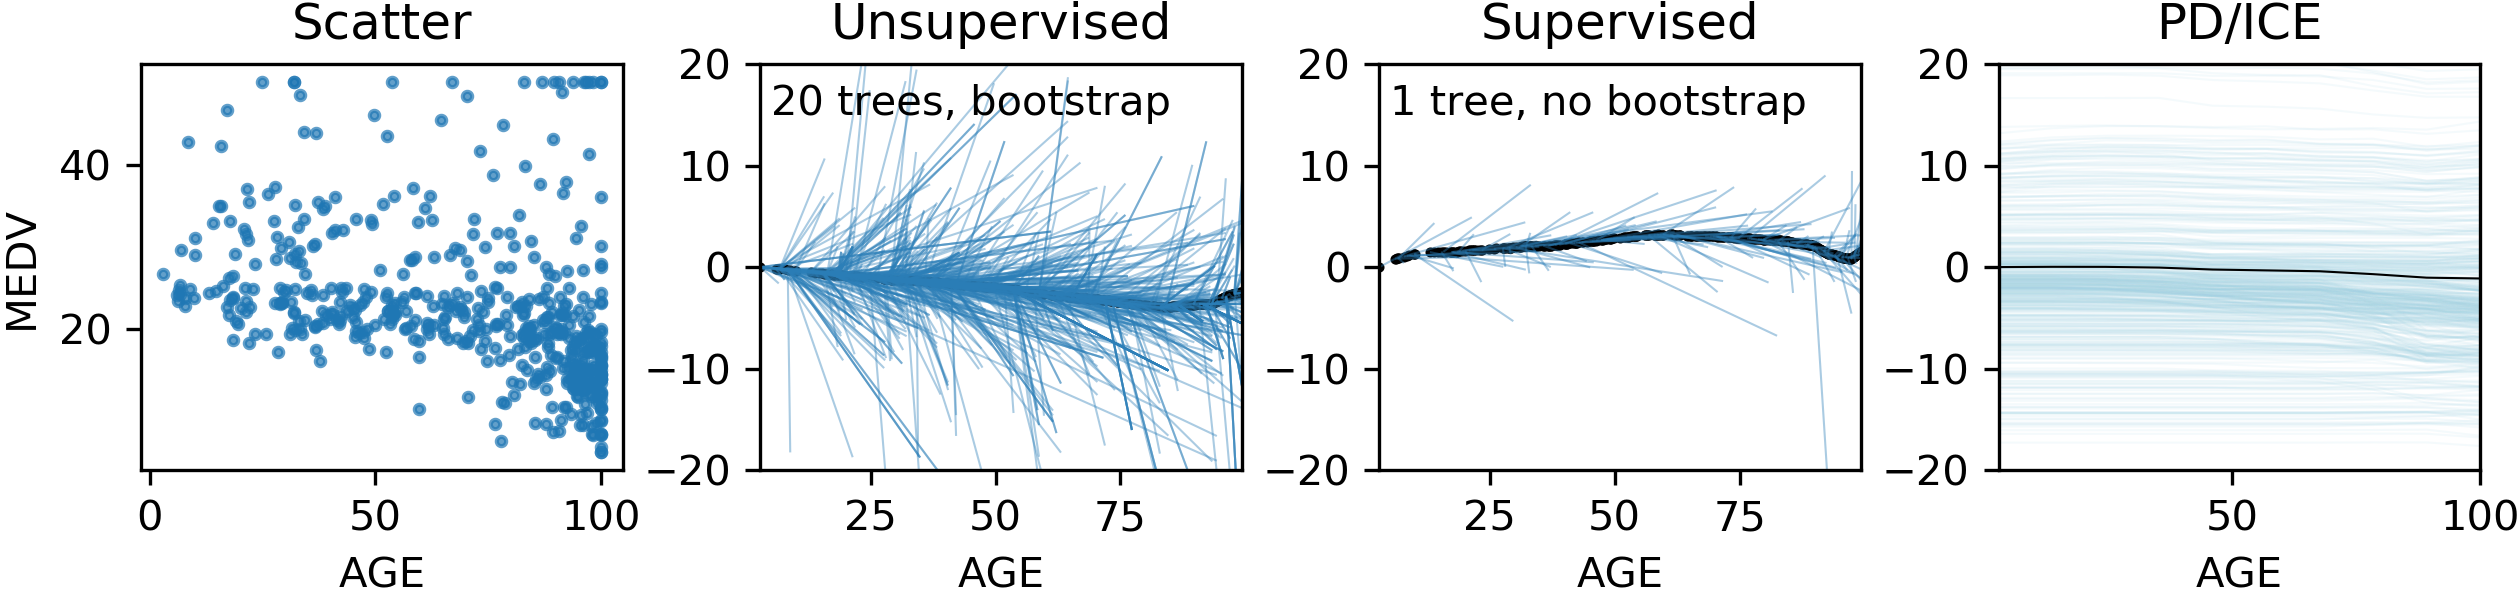 Scatter
MEDV
40
20
0 50 100
AGE
Unsupervised
20 trees, bootstrap
20
10
0
−10
−20
25 50 75
AGE
Supervised
1 tree, no bootstrap
20
10
0
−10
−20
25 50 75
AGE
PD/ICE
20
10
0
−10
−20
50 100
AGE